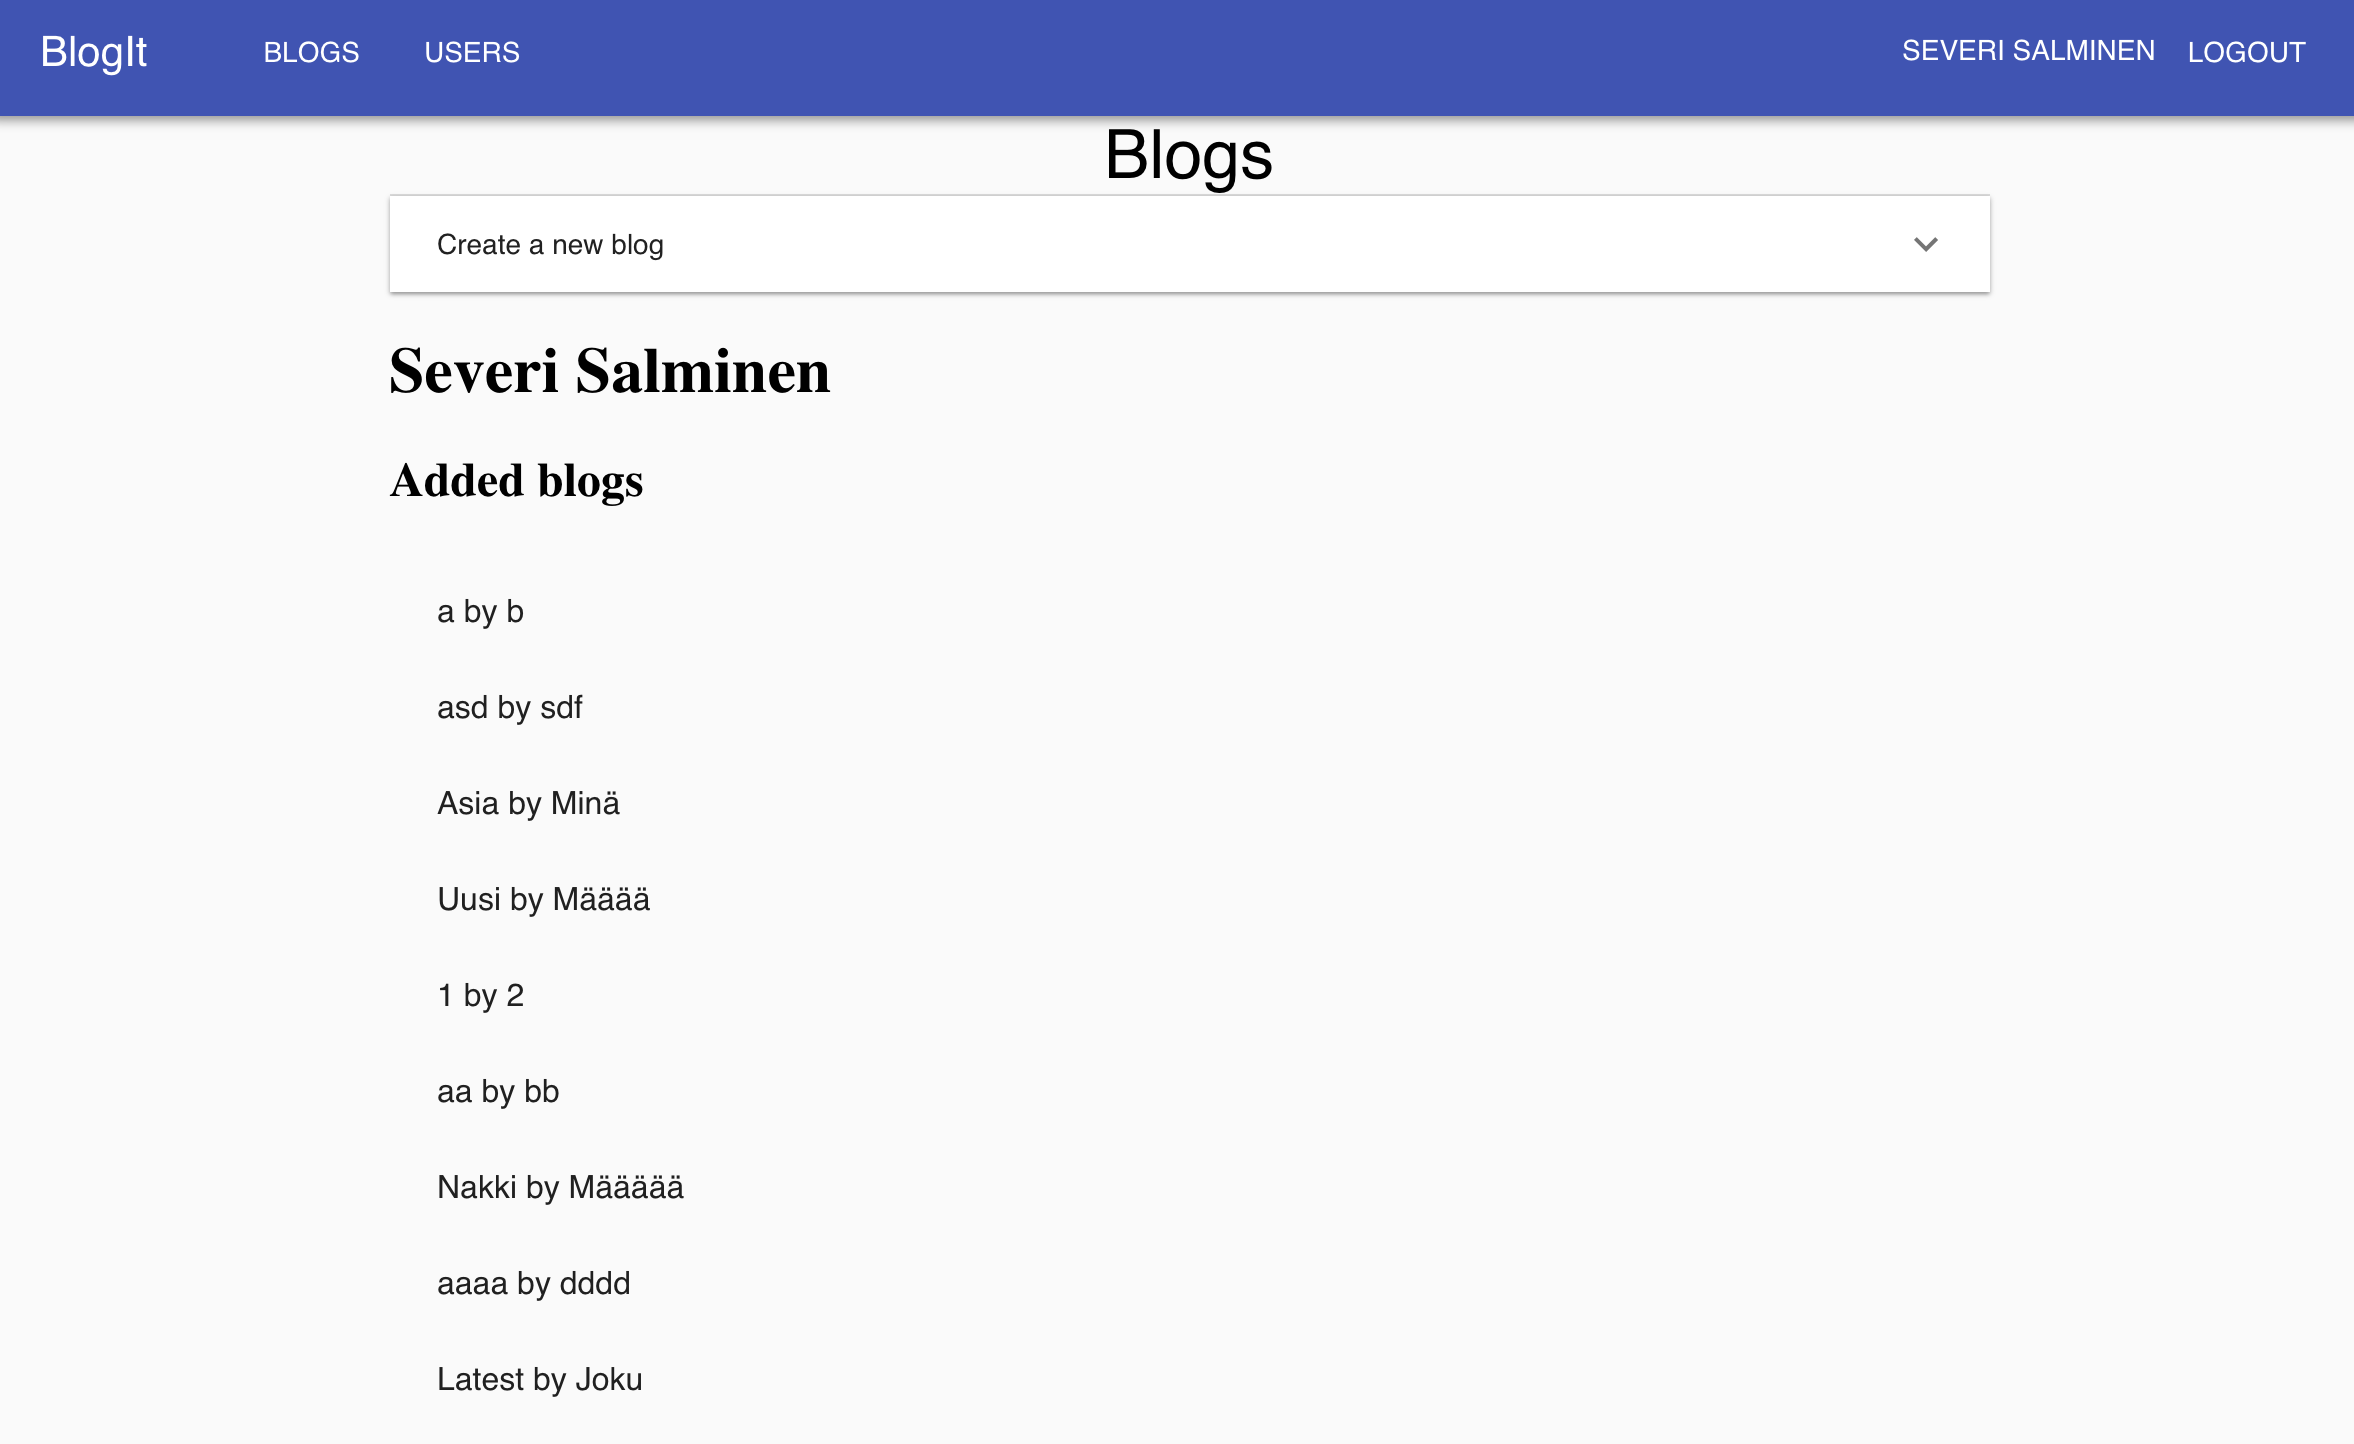 BlogIt BLOGS USERS SEVERI SALMINEN LOGOUT
Blogs
Create a new blog
Severi Salminen
Added blogs
a by b
asd by sdf
Asia by Minä
Uusi by Määää
1 by 2
aa by bb
Nakki by Määäää
aaaa by dddd
Latest by Joku